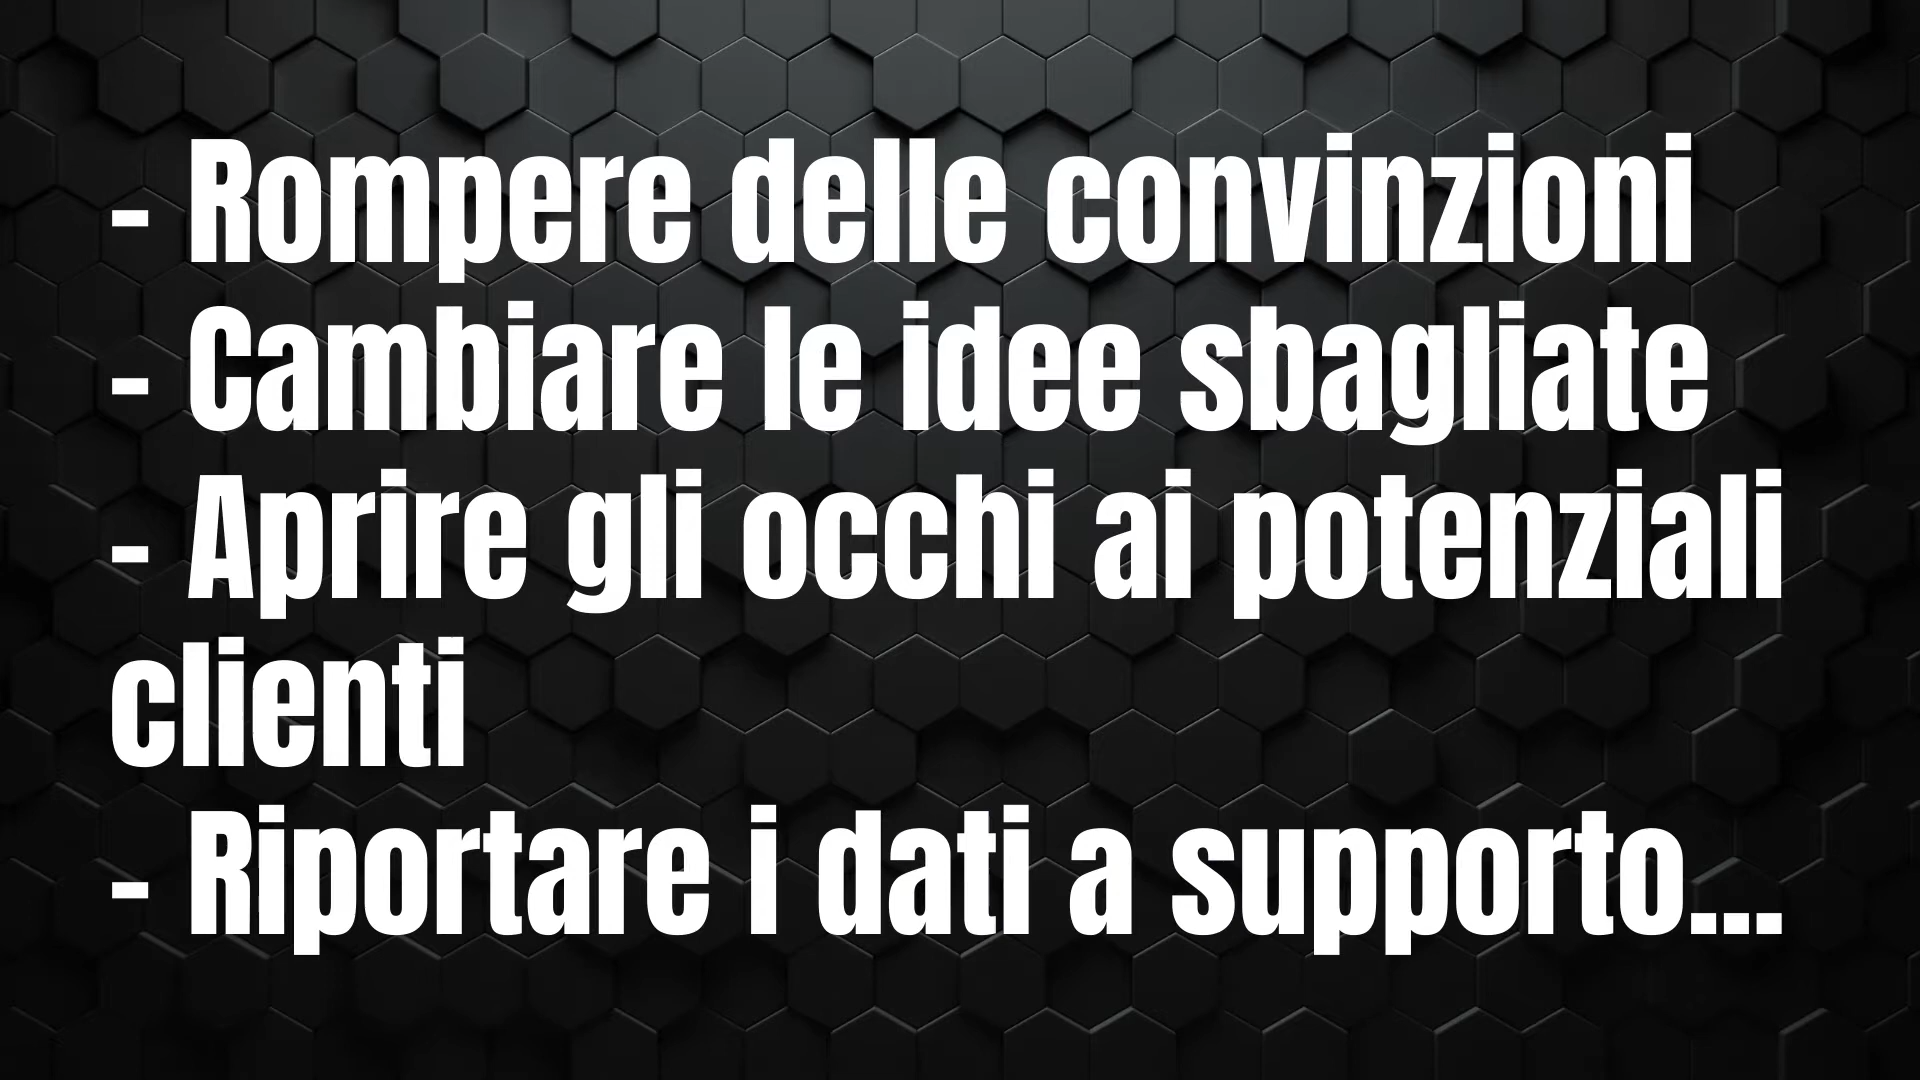 - Rompere delle convinzioni
- Cambiare le idee sbagliate
- Aprire gli occhi ai potenziali
clienti
- Riportare i dati a supporto...